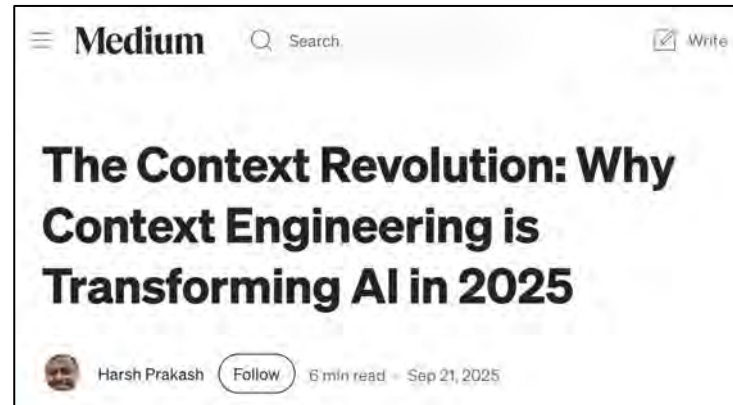 Medium Search Write
The Context Revolution: Why
Context Engineering is
Transforming AI in 2025
Harsh Prakash Follow 6 min read - Sep 21, 2025